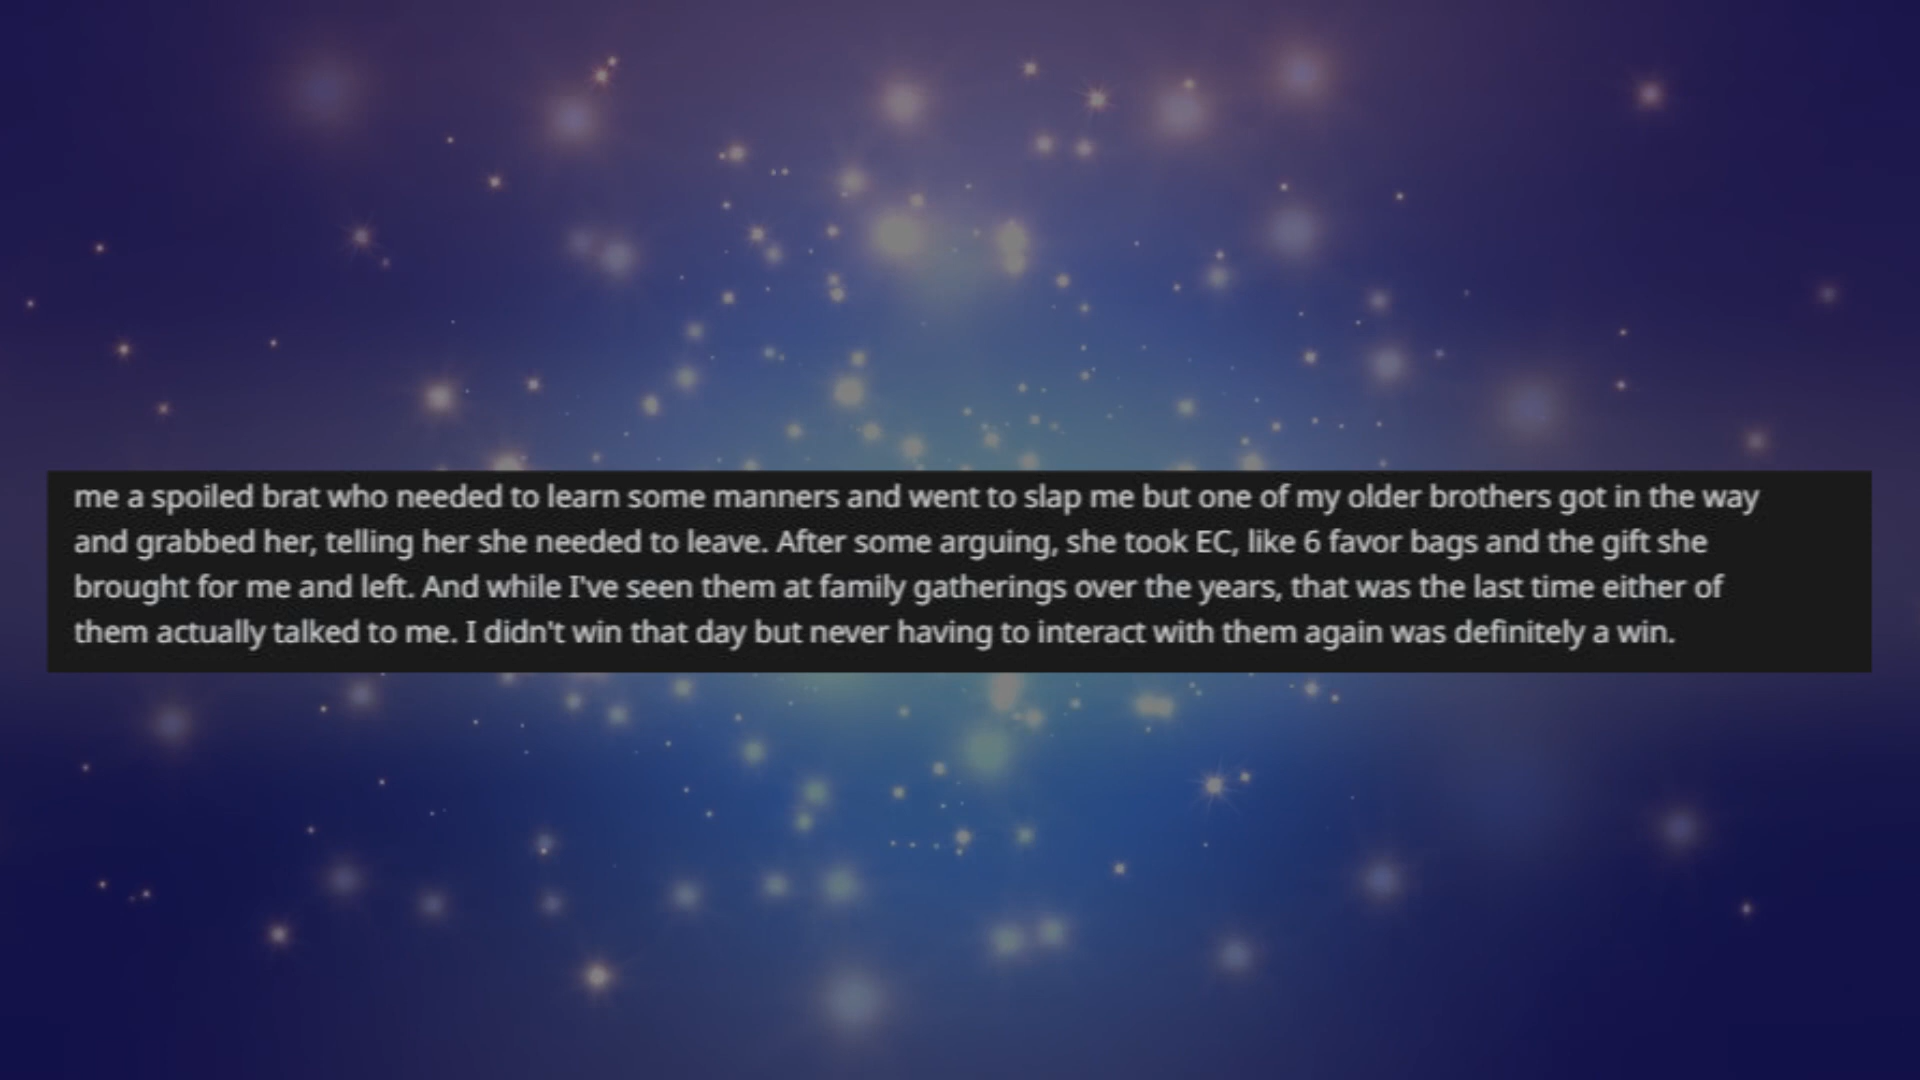 me a spoiled brat who needed to learn some manners and went to slap me but one of my older brothers got in the way
and grabbed her, telling her she needed to leave. After some arguing, she took EC, like 6 favor bags and the gift she
brought for me and left. And while I've seen them at family gatherings over the years, that was the last time either of
them actually talked to me. I didn't win that day but never having to interact with them again was definitely a win.